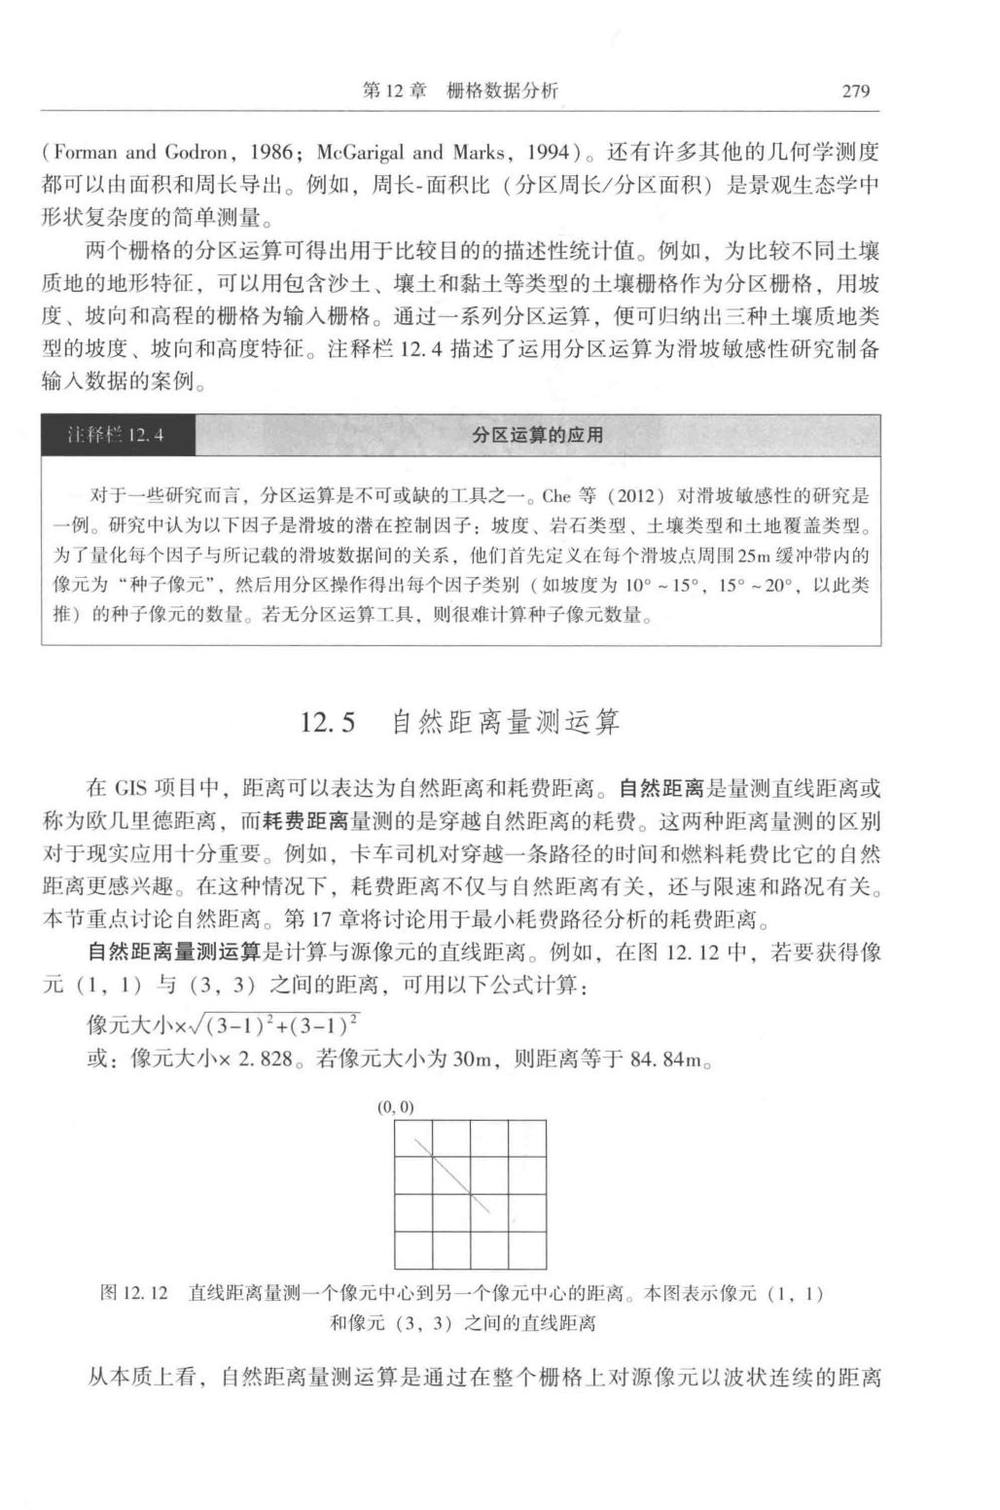 第 12 章　栅格数据分析　279
(Forman and Godron，1986；McGarigal and Marks，1994)。还有许多其他的几何学测度
都可以由面积和周长导出。例如，周长-面积比（分区周长/分区面积）是景观生态学中
形状复杂度的简单测量。
两个栅格的分区运算可得出用于比较目的的描述性统计值。例如，为比较不同土壤
质地的地形特征，可以用包含沙土、壤土和黏土等类型的土壤栅格作为分区栅格，用坡
度、坡向和高程的栅格为输入栅格。通过一系列分区运算，便可归纳出三种土壤质地类
型的坡度、坡向和高度特征。注释栏 12.4 描述了运用分区运算为滑坡敏感性研究制备
输入数据的案例。
注释栏 12.4　分区运算的应用
对于一些研究而言，分区运算是不可或缺的工具之一。Che 等（2012）对滑坡敏感性的研究是
一例。研究中认为以下因子是滑坡的潜在控制因子：坡度、岩石类型、土壤类型和土地覆盖类型。
为了量化每个因子与所记载的滑坡数据间的关系，他们首先定义在每个滑坡点周围 25m 缓冲带内的
像元为“种子像元”，然后用分区操作得出每个因子类别（如坡度为 10°~15°，15°~20°，以此类
推）的种子像元的数量。若无分区运算工具，则很难计算种子像元数量。
12.5　自然距离量测运算
在 GIS 项目中，距离可以表达为自然距离和耗费距离。自然距离是量测直线距离或
称为欧几里德距离，而耗费距离量测的是穿越自然距离的耗费。这两种距离量测的区别
对于现实应用十分重要。例如，卡车司机对穿越一条路径的时间和燃料耗费比它的自然
距离更感兴趣。在这种情况下，耗费距离不仅与自然距离有关，还与限速和路况有关。
本节重点讨论自然距离。第 17 章将讨论用于最小耗费路径分析的耗费距离。
自然距离量测运算是计算与源像元的直线距离。例如，在图 12.12 中，若要获得像
元（1，1）与（3，3）之间的距离，可用以下公式计算：
像元大小×√(3-1)²+(3-1)²
或：像元大小× 2.828。若像元大小为 30m，则距离等于 84.84m。
(0, 0)
图 12.12　直线距离量测一个像元中心到另一个像元中心的距离。本图表示像元（1，1）
和像元（3，3）之间的直线距离
从本质上看，自然距离量测运算是通过在整个栅格上对源像元以波状连续的距离